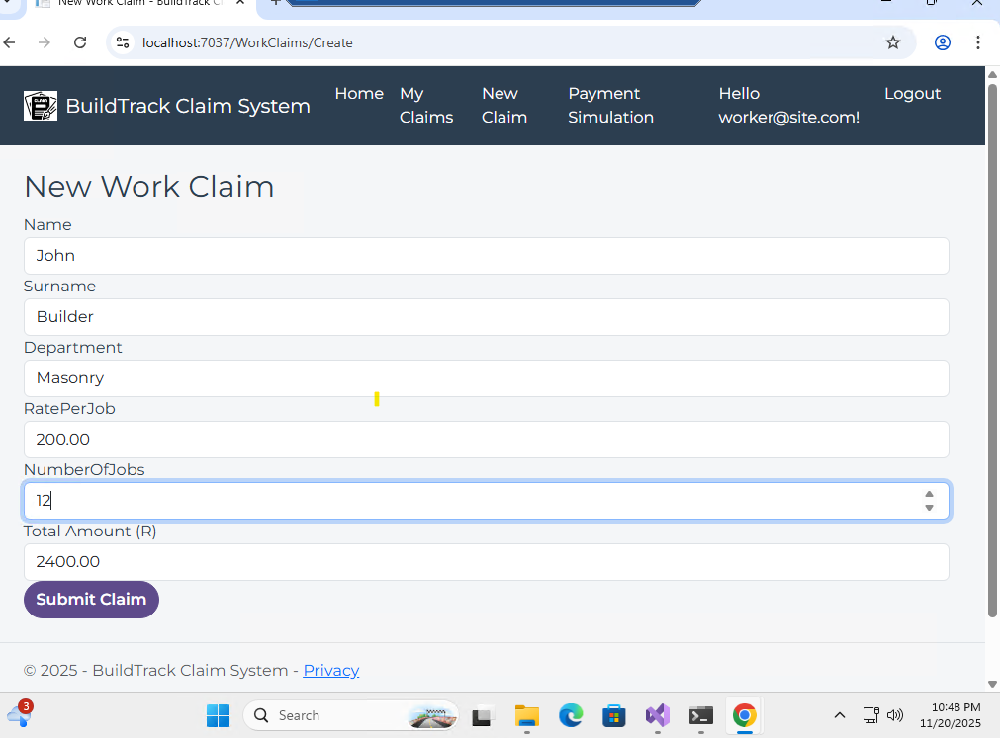 New Work Claim - BuildTrack Cl
localhost:7037/WorkClaims/Create
BuildTrack Claim System
Home
My Claims
New Claim
Payment Simulation
Hello worker@site.com!
Logout
New Work Claim
Name
John
Surname
Builder
Department
Masonry
RatePerJob
200.00
NumberOfJobs
12
Total Amount (R)
2400.00
Submit Claim
© 2025 - BuildTrack Claim System - Privacy
3
Search
10:48 PM
11/20/2025